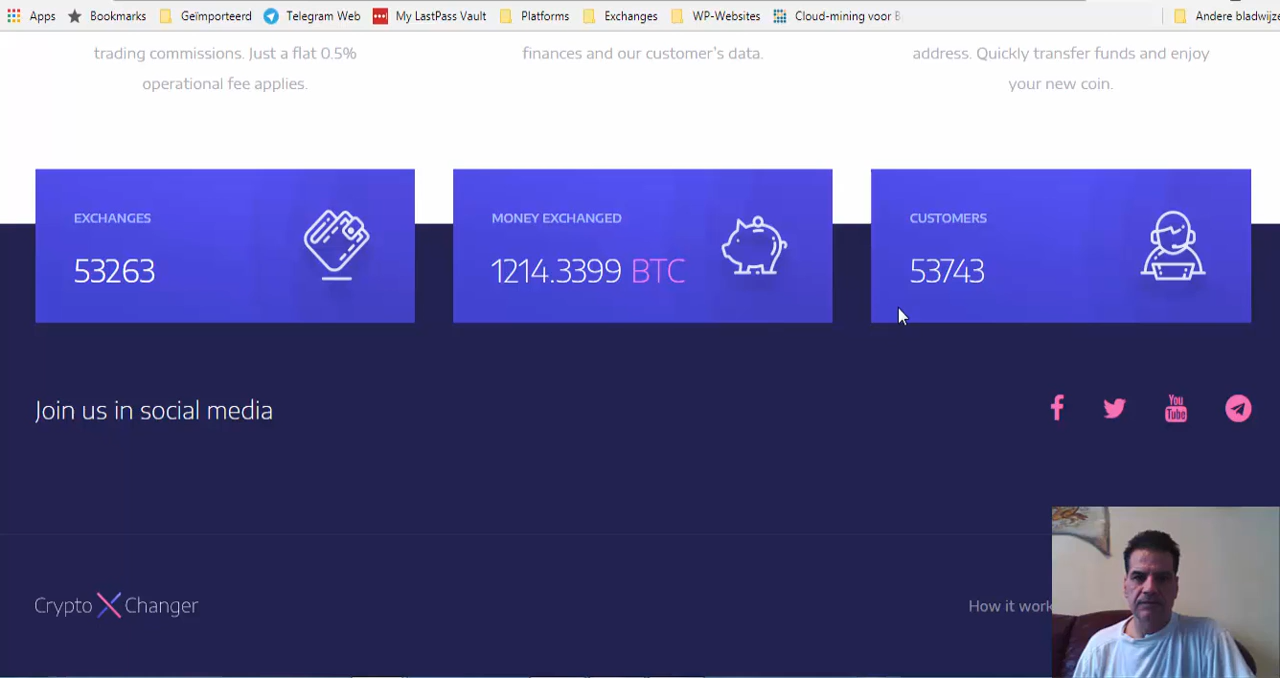 Apps Bookmarks Geïmporteerd Telegram Web My LastPass Vault Platforms Exchanges WP-Websites Cloud-mining voor Andere bladwijze
trading commissions. Just a flat 0.5%
operational fee applies.
finances and our customer's data.
address. Quickly transfer funds and enjoy
your new coin.
EXCHANGES
53263
MONEY EXCHANGED
1214.3399 BTC
CUSTOMERS
53743
Join us in social media
You
Tube
Crypto X Changer
How it work